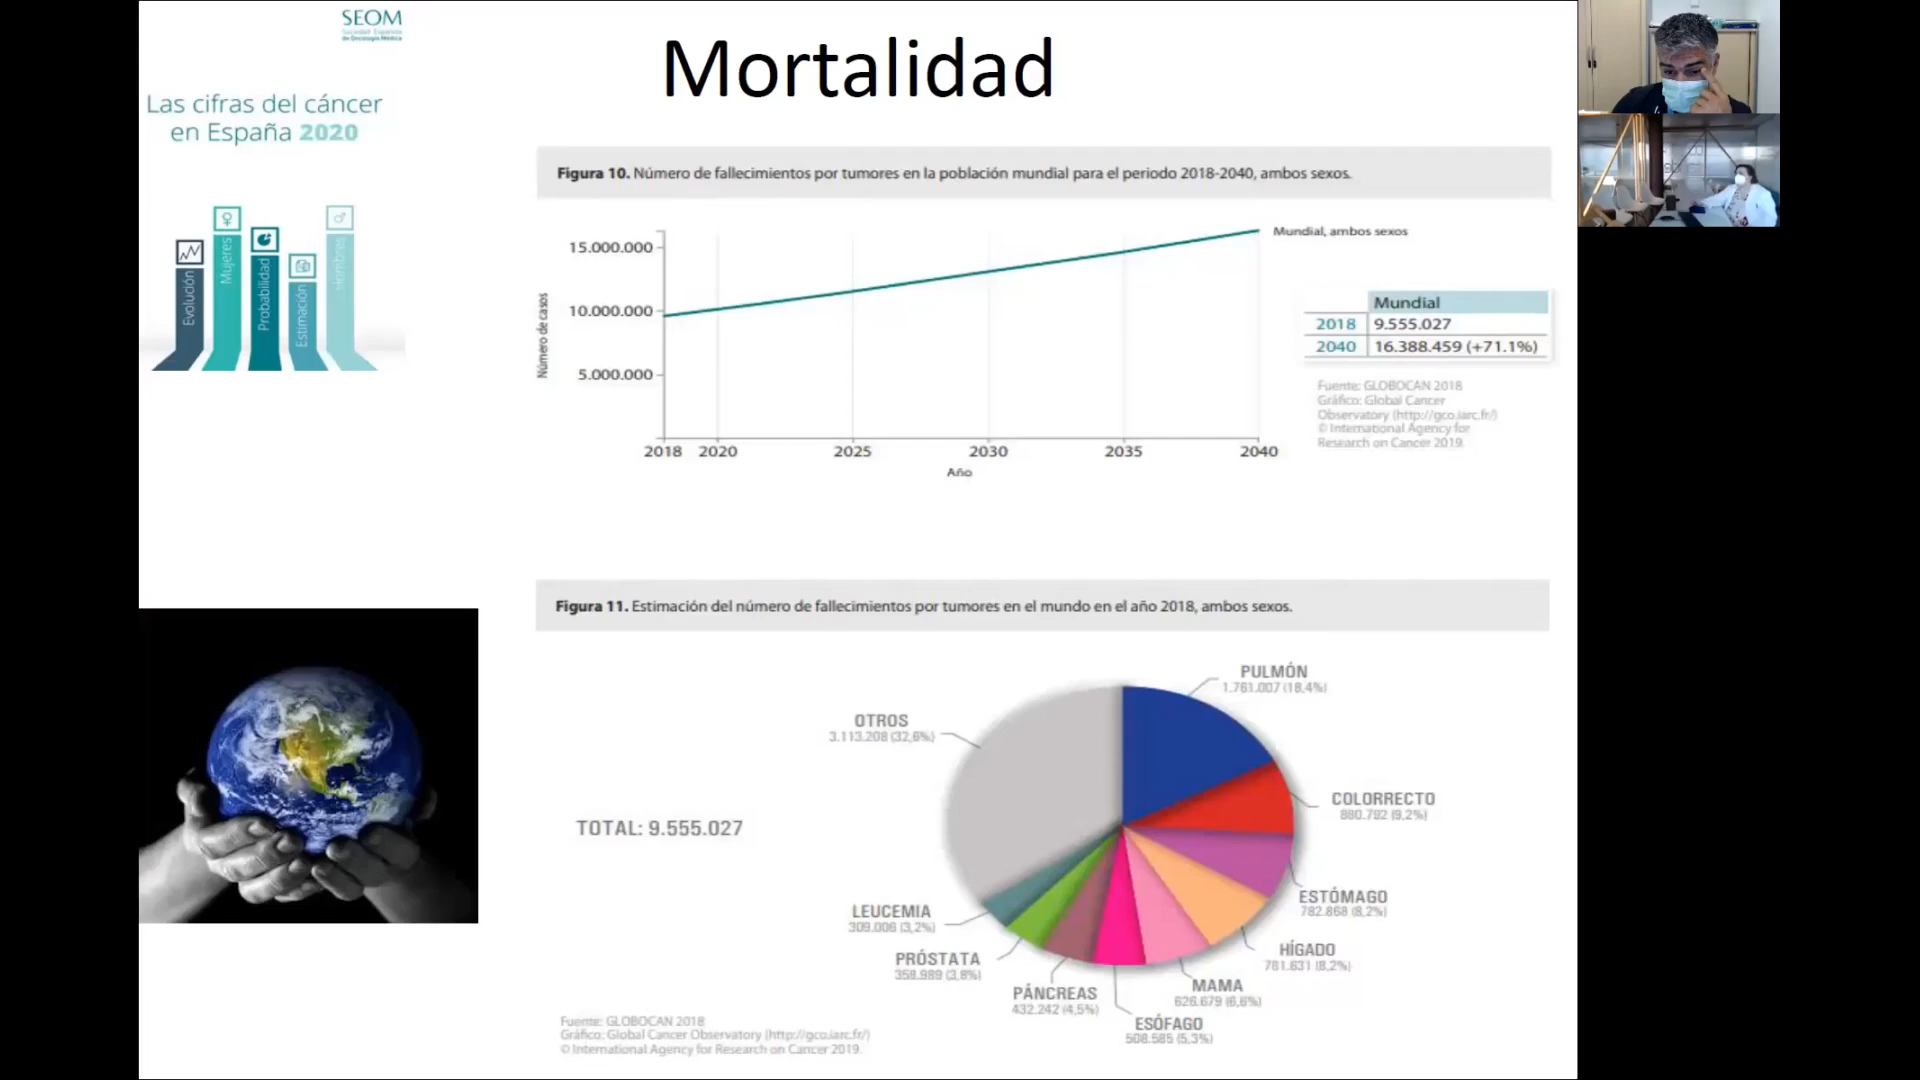 SEOM
Sociedad Española
de Oncología Médica
Mortalidad
Las cifras del cáncer
en España 2020
Evolución
Mujeres
Probabilidad
Estimación
Hombres
Figura 10. Número de fallecimientos por tumores en la población mundial para el periodo 2018-2040, ambos sexos.
15.000.000
10.000.000
5.000.000
Número de casos
2018 2020 2025 2030 2035 2040
Año
Mundial, ambos sexos
Mundial
2018 9.555.027
2040 16.388.459 (+71.1%)
Fuente: GLOBOCAN 2018
Gráfico: Global Cancer
Observatory (http://gco.iarc.fr/)
© International Agency for
Research on Cancer 2019.
Figura 11. Estimación del número de fallecimientos por tumores en el mundo en el año 2018, ambos sexos.
PULMÓN
1.761.007 (18,4%)
OTROS
3.113.208 (32,6%)
COLORRECTO
880.792 (9,2%)
TOTAL: 9.555.027
ESTÓMAGO
782.868 (8,2%)
LEUCEMIA
309.006 (3,2%)
HÍGADO
781.631 (8,2%)
PRÓSTATA
358.989 (3,8%)
MAMA
626.679 (6,6%)
PÁNCREAS
432.242 (4,5%)
ESÓFAGO
508.585 (5,3%)
Fuente: GLOBOCAN 2018
Gráfico: Global Cancer Observatory (http://gco.iarc.fr/)
© International Agency for Research on Cancer 2019.